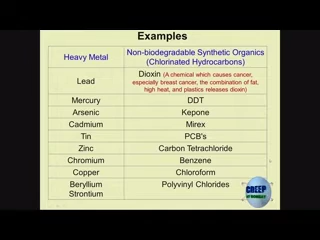 Examples
Heavy Metal
Non-biodegradable Synthetic Organics
(Chlorinated Hydrocarbons)
Lead
Dioxin (A chemical which causes cancer,
especially breast cancer, the combination of fat,
high heat, and plastics releases dioxin)
Mercury
DDT
Arsenic
Kepone
Cadmium
Mirex
Tin
PCB's
Zinc
Carbon Tetrachloride
Chromium
Benzene
Copper
Chloroform
Beryllium
Strontium
Polyvinyl Chlorides
CREEP